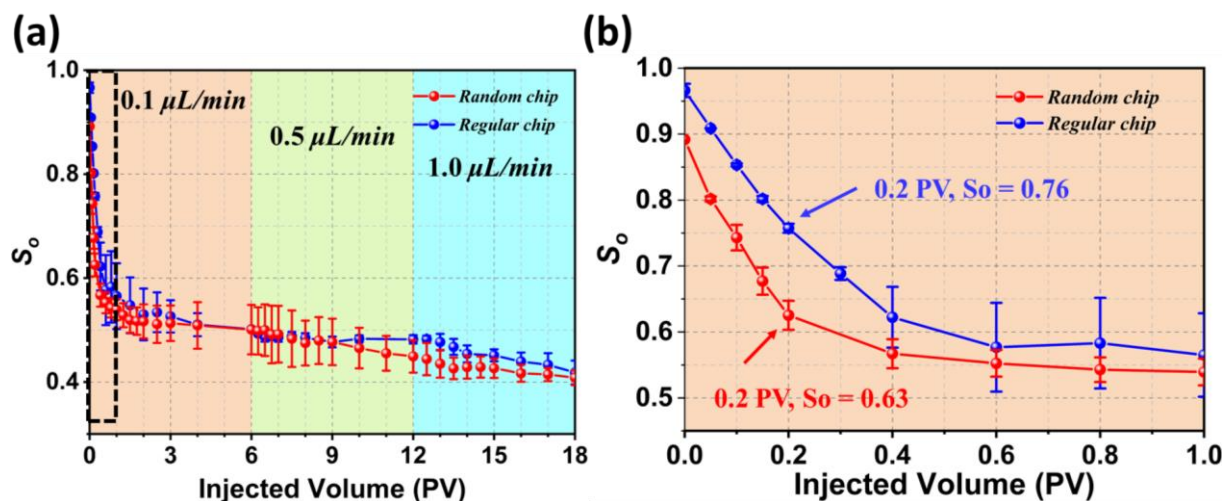 (a)
1.0
0.8
0.6
0.4
So
0.1 μL/min
0.5 μL/min
1.0 μL/min
Random chip
Regular chip
0 3 6 9 12 15 18
Injected Volume (PV)
(b)
1.0
0.9
0.8
0.7
0.6
0.5
So
Random chip
Regular chip
0.2 PV, So = 0.76
0.2 PV, So = 0.63
0.0 0.2 0.4 0.6 0.8 1.0
Injected Volume (PV)